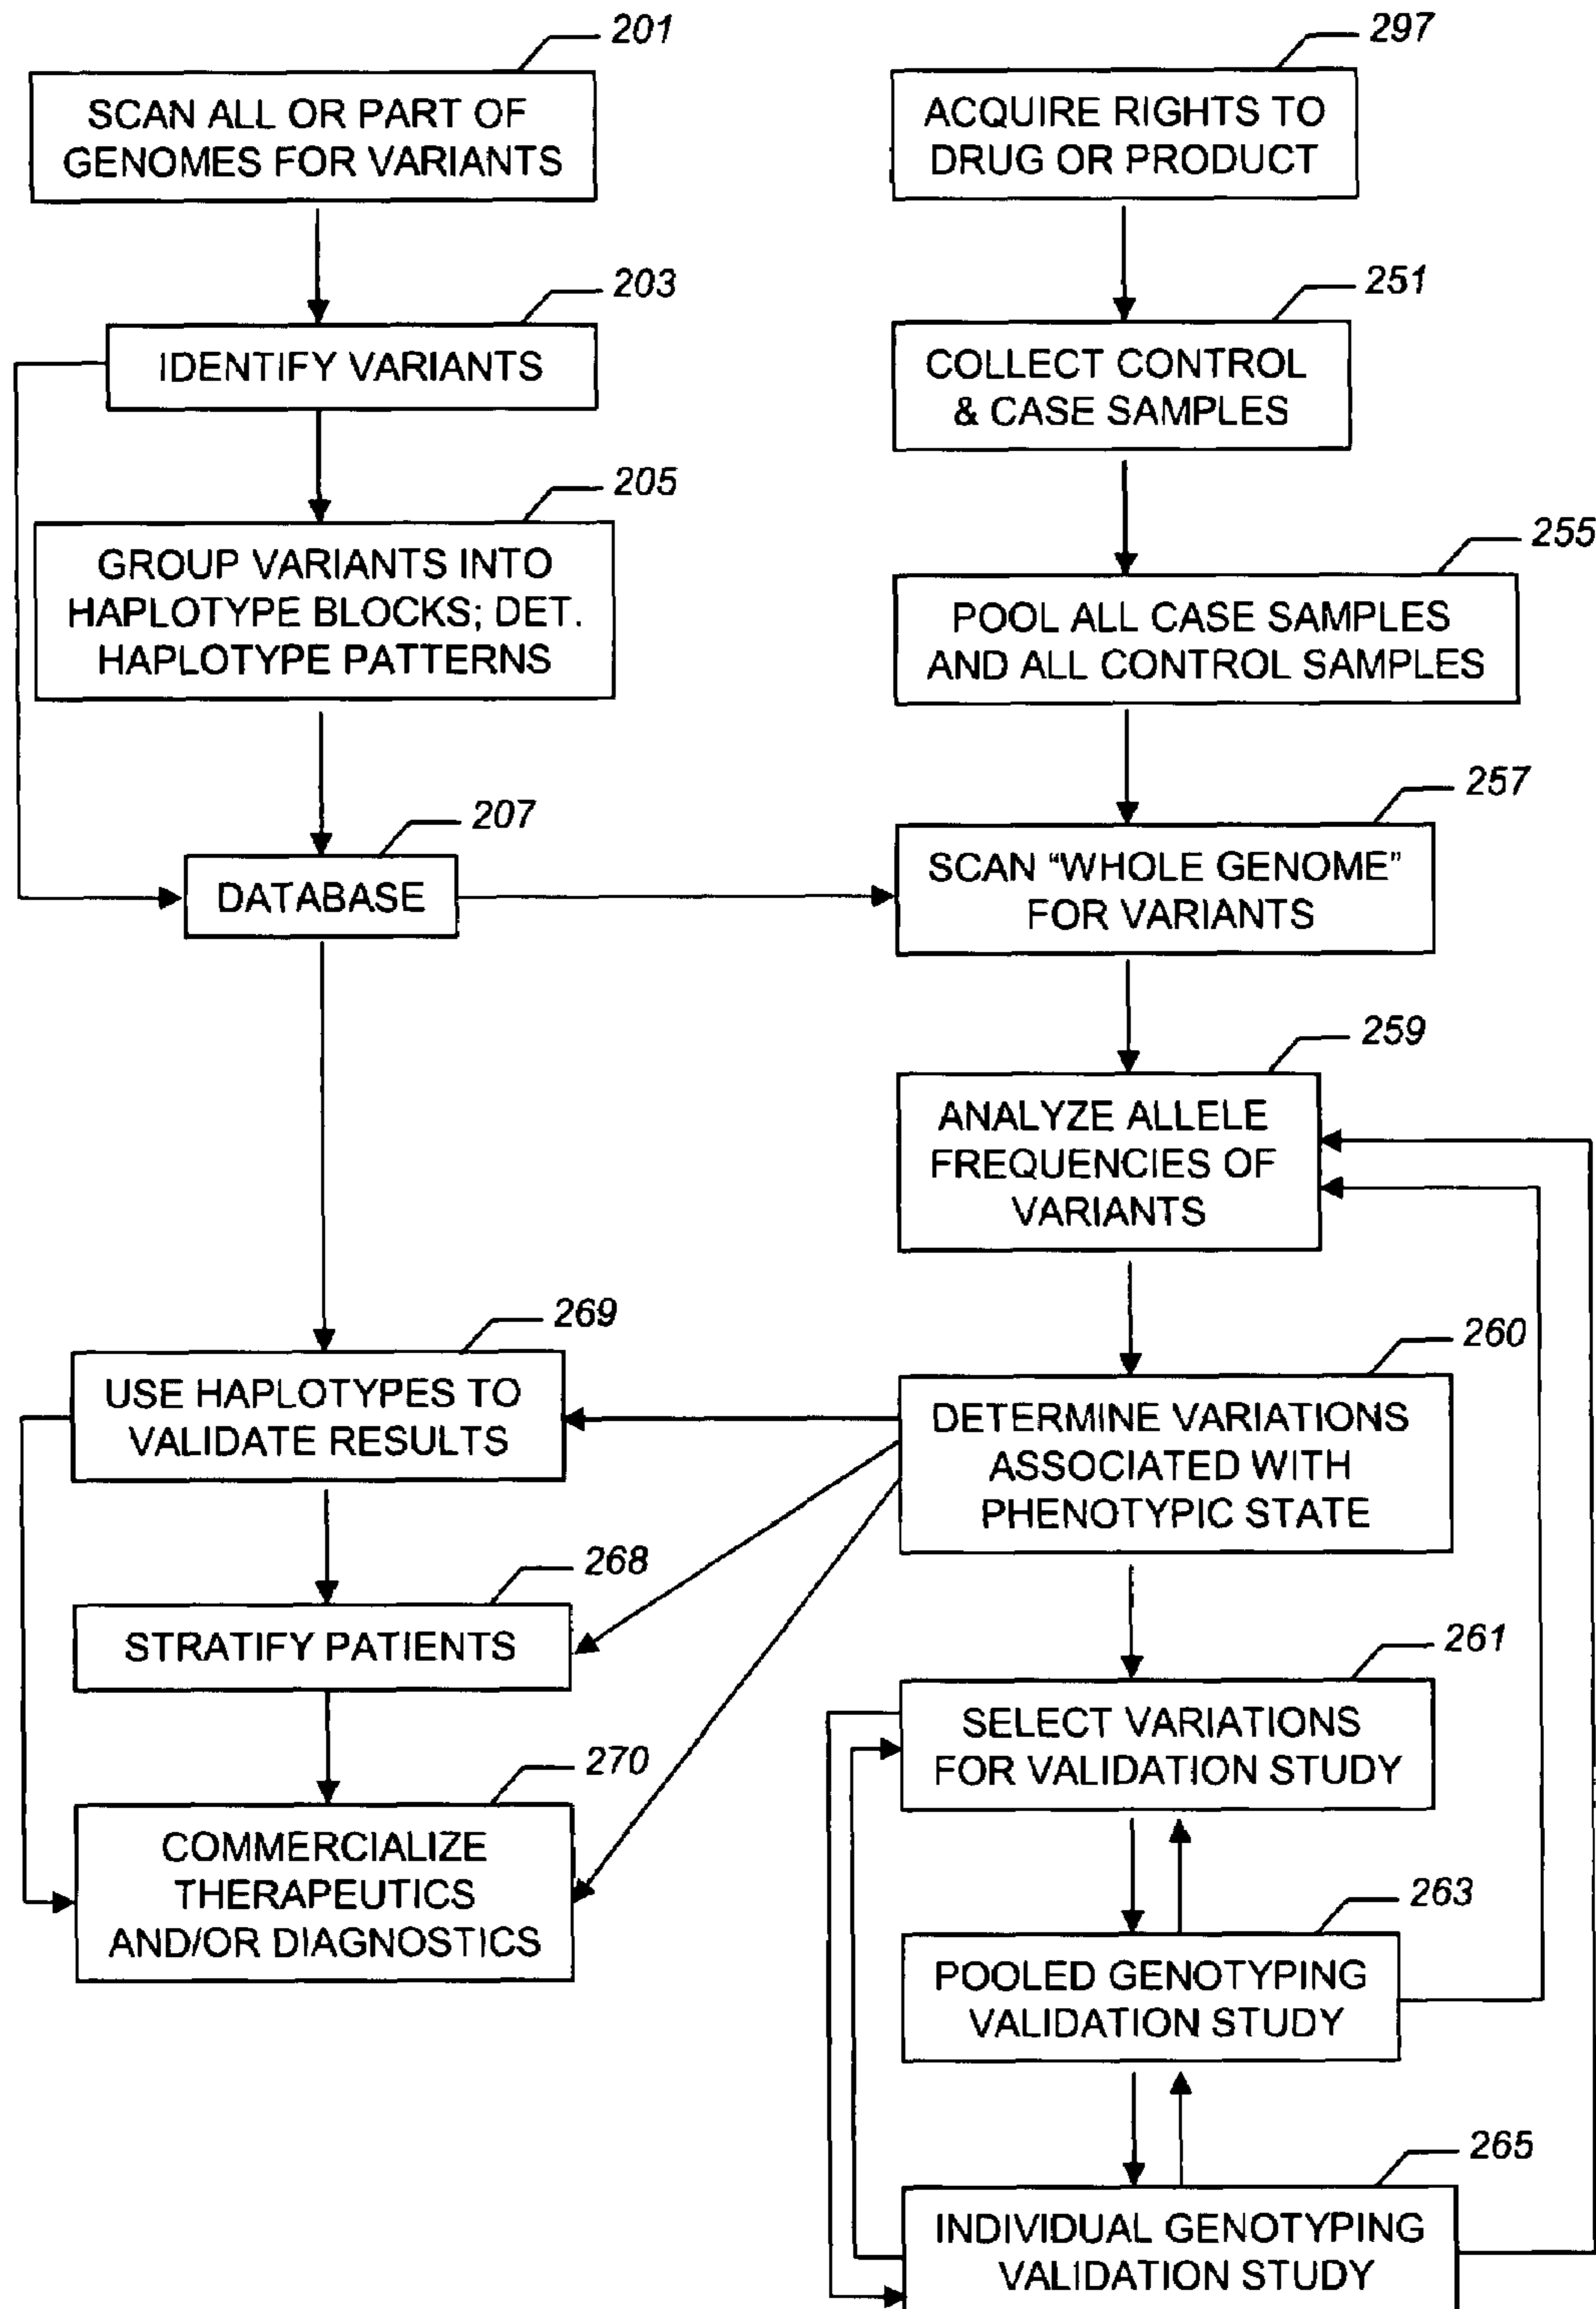 201
SCAN ALL OR PART OF
GENOMES FOR VARIANTS
203
IDENTIFY VARIANTS
205
GROUP VARIANTS INTO
HAPLOTYPE BLOCKS; DET.
HAPLOTYPE PATTERNS
207
DATABASE
269
USE HAPLOTYPES TO
VALIDATE RESULTS
268
STRATIFY PATIENTS
270
COMMERCIALIZE
THERAPEUTICS
AND/OR DIAGNOSTICS
297
ACQUIRE RIGHTS TO
DRUG OR PRODUCT
251
COLLECT CONTROL
& CASE SAMPLES
255
POOL ALL CASE SAMPLES
AND ALL CONTROL SAMPLES
257
SCAN “WHOLE GENOME”
FOR VARIANTS
259
ANALYZE ALLELE
FREQUENCIES OF
VARIANTS
260
DETERMINE VARIATIONS
ASSOCIATED WITH
PHENOTYPIC STATE
261
SELECT VARIATIONS
FOR VALIDATION STUDY
263
POOLED GENOTYPING
VALIDATION STUDY
265
INDIVIDUAL GENOTYPING
VALIDATION STUDY